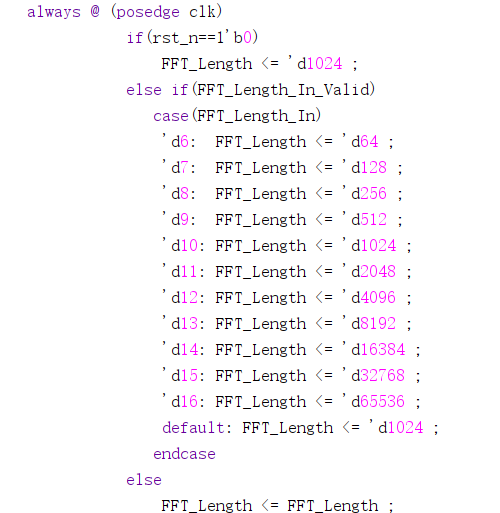 always @ (posedge clk)
if(rst_n==1'b0)
FFT_Length <= 'd1024 ;
else if(FFT_Length_In_Valid)
case(FFT_Length_In)
'd6: FFT_Length <= 'd64 ;
'd7: FFT_Length <= 'd128 ;
'd8: FFT_Length <= 'd256 ;
'd9: FFT_Length <= 'd512 ;
'd10: FFT_Length <= 'd1024 ;
'd11: FFT_Length <= 'd2048 ;
'd12: FFT_Length <= 'd4096 ;
'd13: FFT_Length <= 'd8192 ;
'd14: FFT_Length <= 'd16384 ;
'd15: FFT_Length <= 'd32768 ;
'd16: FFT_Length <= 'd65536 ;
default: FFT_Length <= 'd1024 ;
endcase
else
FFT_Length <= FFT_Length ;